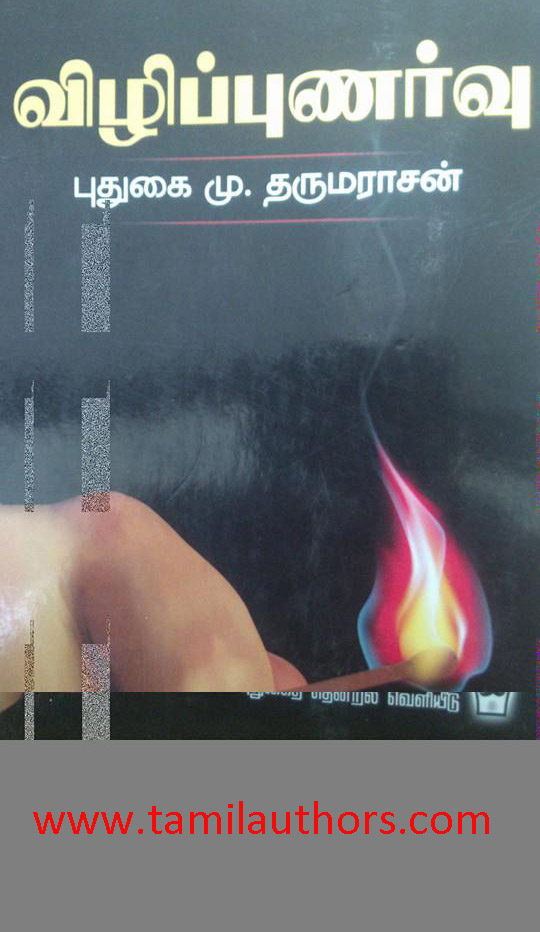 விழிப்புணர்வு
புதுகை மு. தருமராசன்
தென்றல் வெளியீடு
www.tamilauthors.com